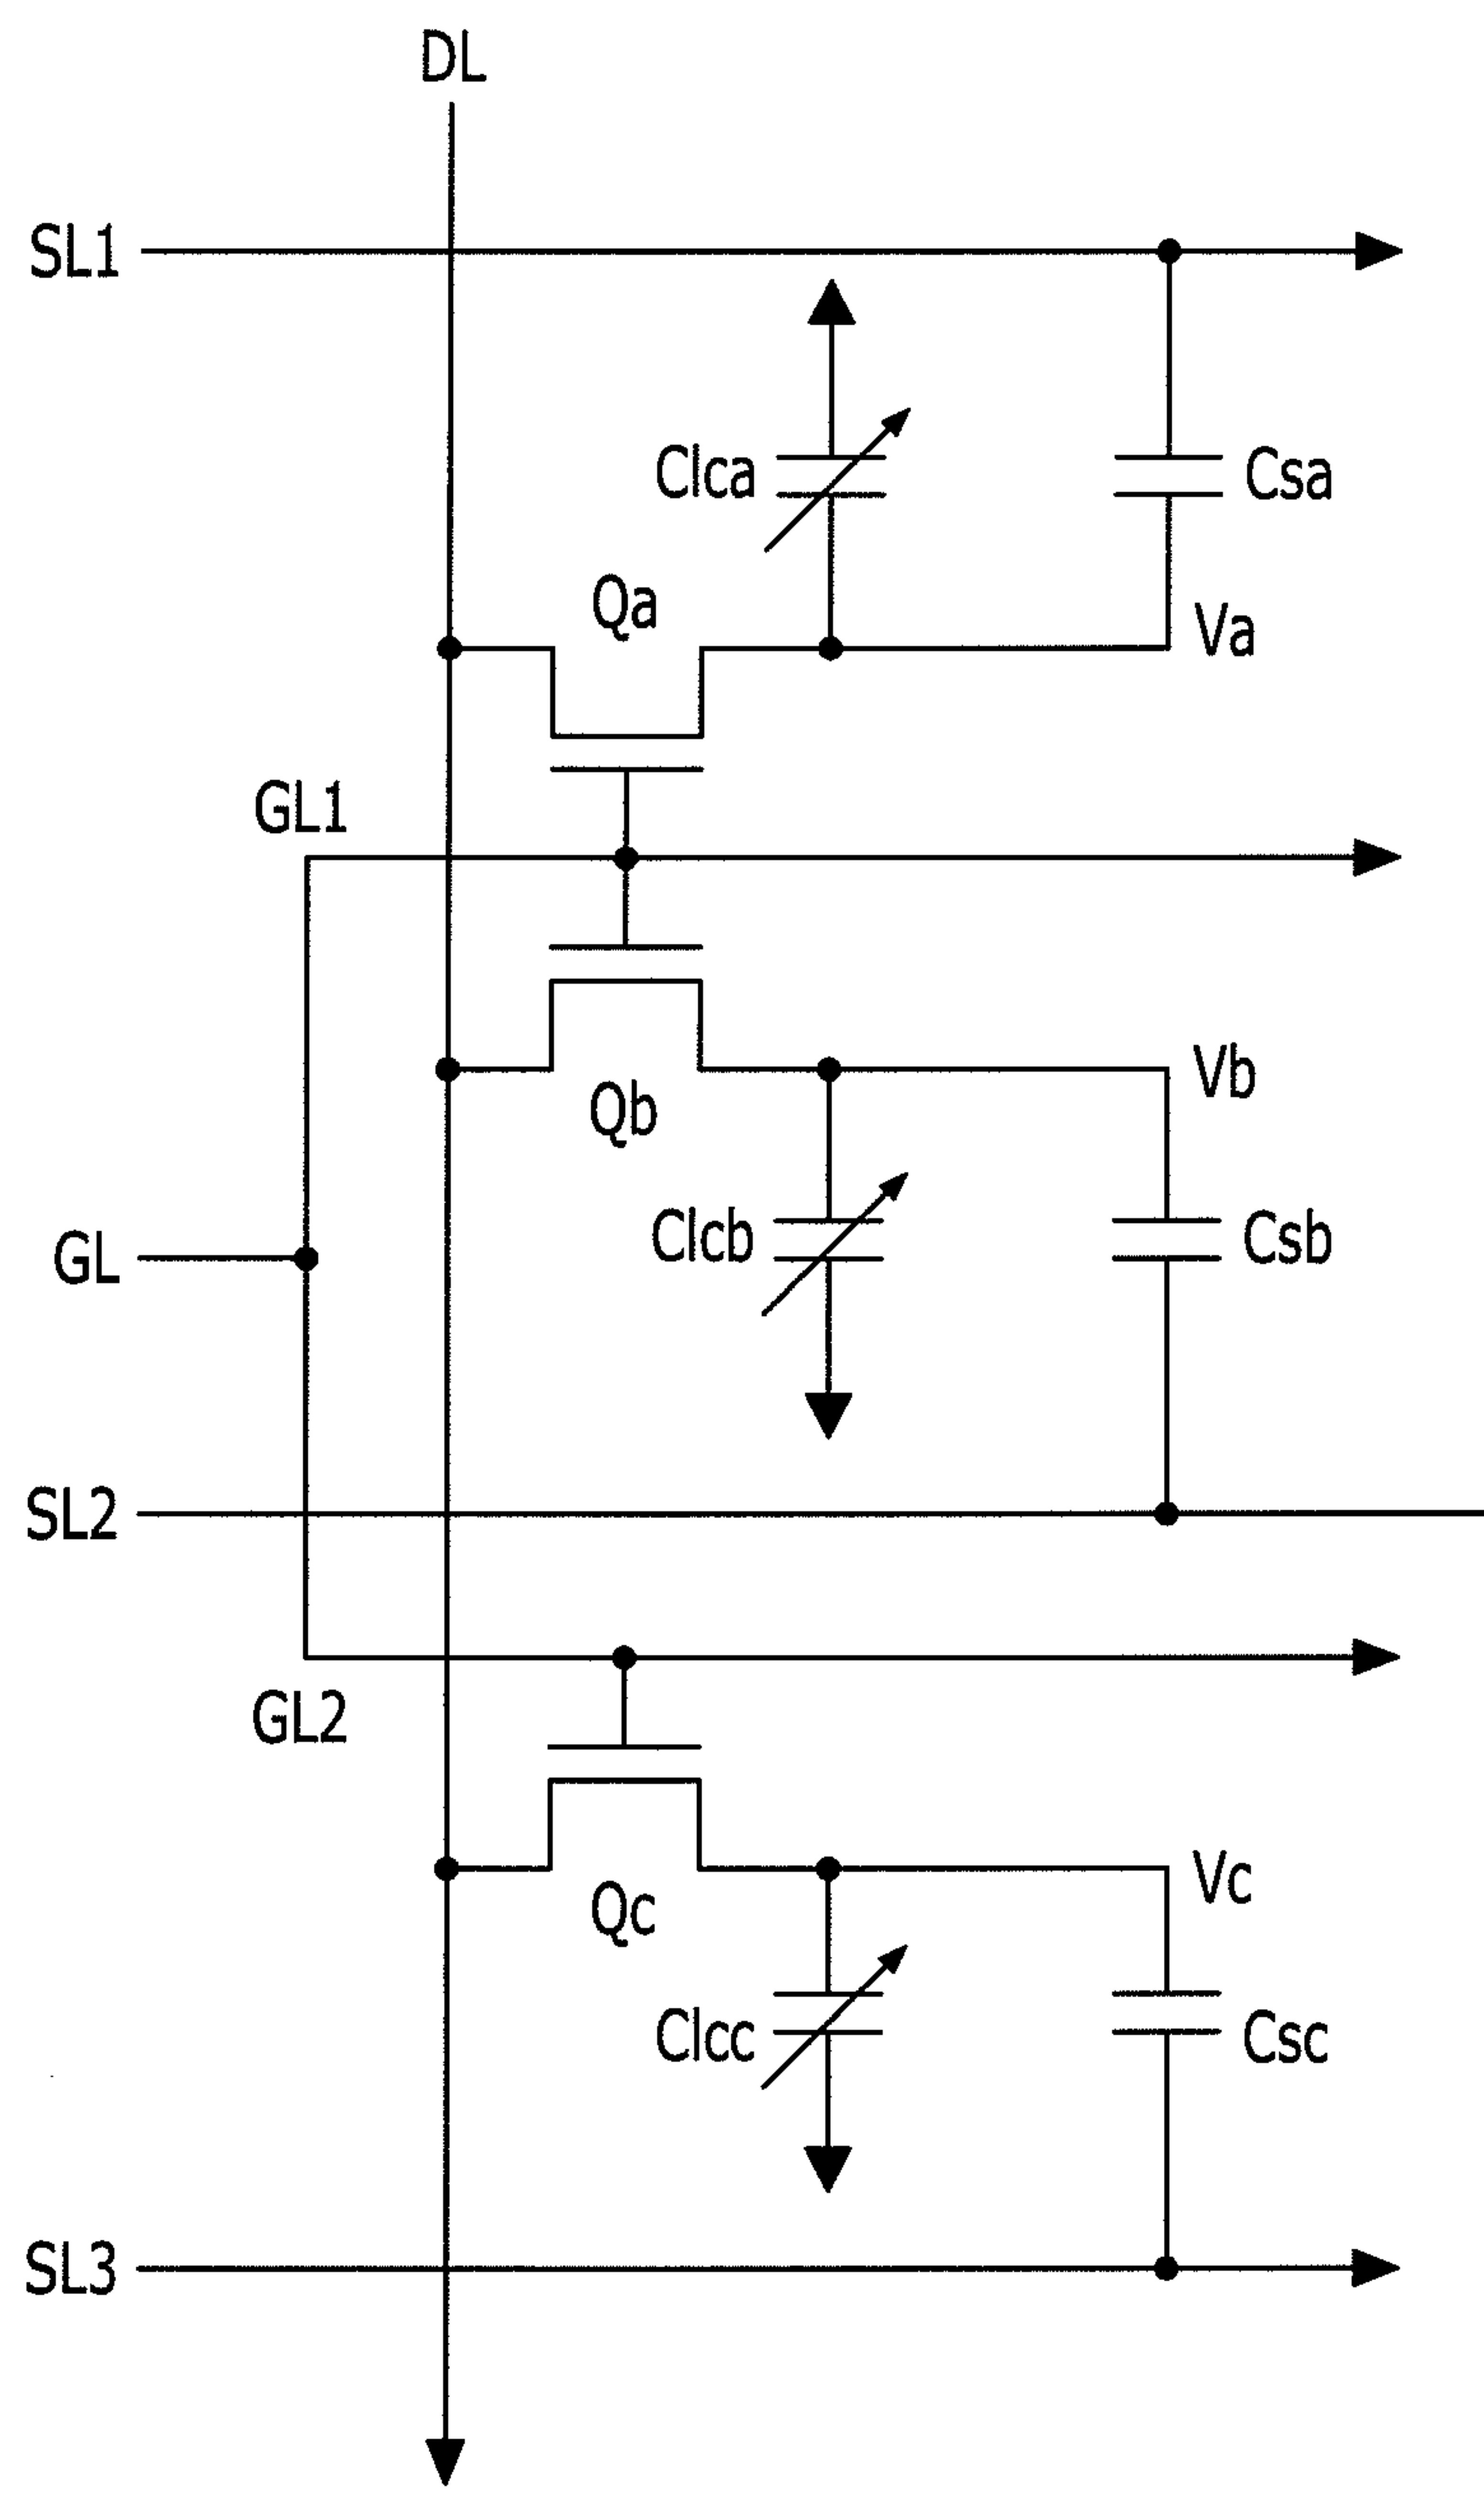 DL
SL1
Clca
Csa
Qa
Va
GL1
Vb
Qb
Clcb
Csb
GL
SL2
GL2
Vc
Qc
Clcc
Csc
SL3